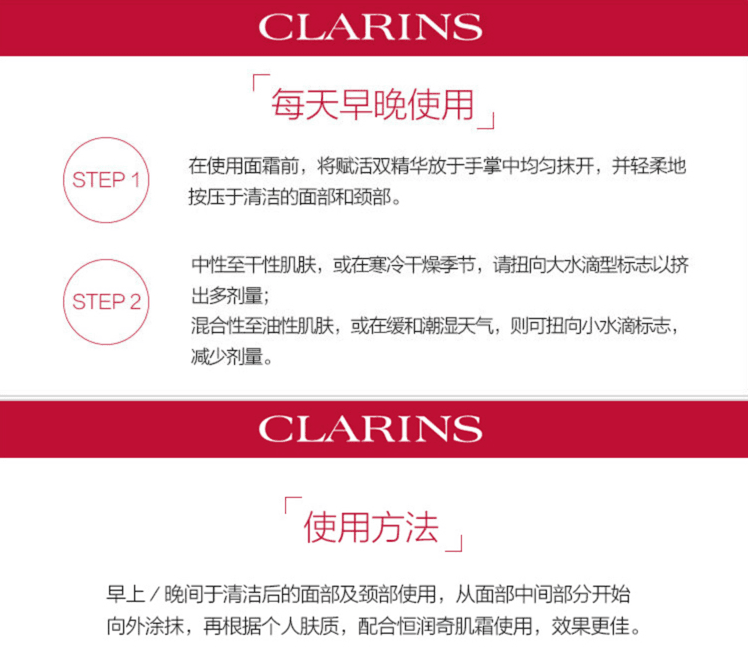 CLARINS
「每天早晚使用」
STEP 1
在使用面霜前，将赋活双精华放于手掌中均匀抹开，并轻柔地
按压于清洁的面部和颈部。
STEP 2
中性至干性肌肤，或在寒冷干燥季节，请扭向大水滴型标志以挤
出多剂量；
混合性至油性肌肤，或在缓和潮湿天气，则可扭向小水滴标志，
减少剂量。
CLARINS
「使用方法」
早上／晚间于清洁后的面部及颈部使用，从面部中间部分开始
向外涂抹，再根据个人肤质，配合恒润奇肌霜使用，效果更佳。